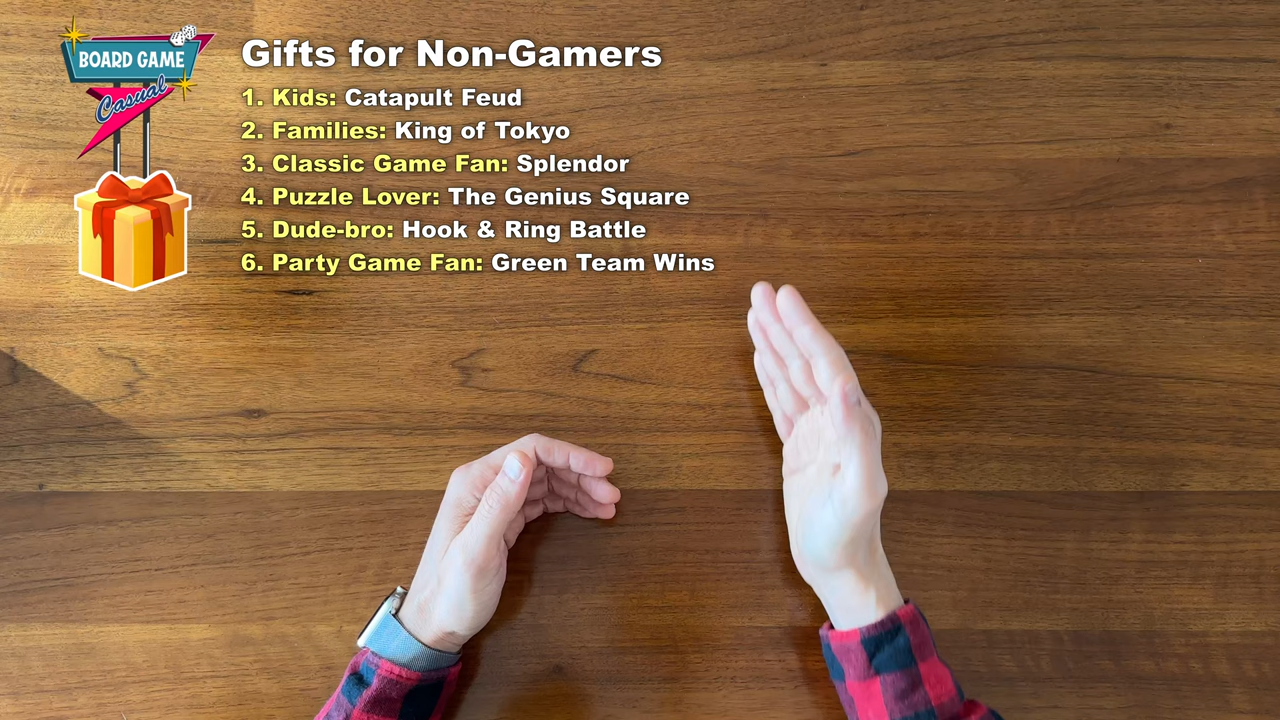 BOARD GAME
Casual
Gifts for Non-Gamers
1. Kids: Catapult Feud
2. Families: King of Tokyo
3. Classic Game Fan: Splendor
4. Puzzle Lover: The Genius Square
5. Dude-bro: Hook & Ring Battle
6. Party Game Fan: Green Team Wins